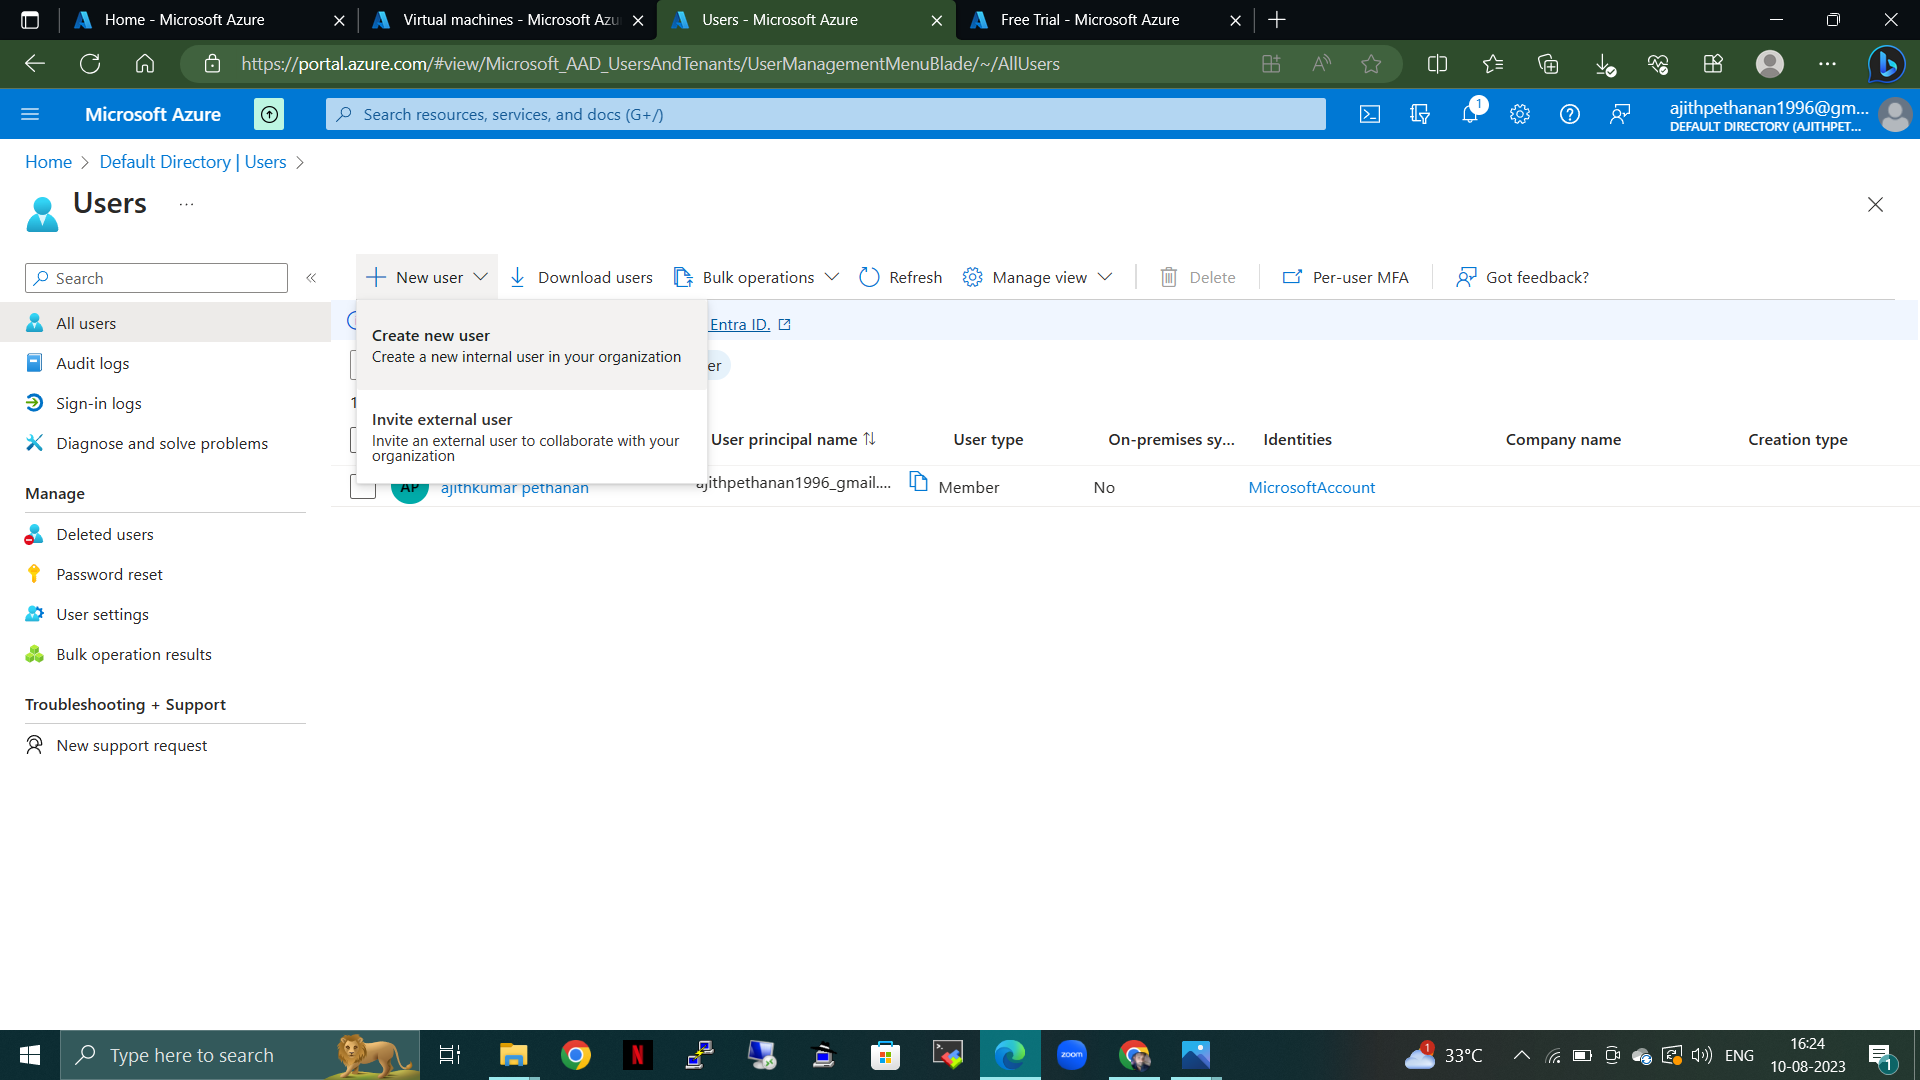 Home - Microsoft Azure
Virtual machines - Microsoft Azu
Users - Microsoft Azure
Free Trial - Microsoft Azure
https://portal.azure.com/#view/Microsoft_AAD_UsersAndTenants/UserManagementMenuBlade/~/AllUsers
Microsoft Azure
Search resources, services, and docs (G+/)
1
ajithpethanan1996@gm...
DEFAULT DIRECTORY (AJITHPET...
Home > Default Directory | Users >
Users ...
Search
«
New user
Download users
Bulk operations
Refresh
Manage view
Delete
Per-user MFA
Got feedback?
All users
Audit logs
Sign-in logs
Diagnose and solve problems
Manage
Deleted users
Password reset
User settings
Bulk operation results
Troubleshooting + Support
New support request
Create new user
Create a new internal user in your organization
Invite external user
Invite an external user to collaborate with your
organization
Entra ID.
er
1
User principal name
User type
On-premises sy...
Identities
Company name
Creation type
AP
ajithkumar pethanan
ajithpethanan1996_gmail....
Member
No
MicrosoftAccount
Type here to search
N
zoom
1
33°C
ENG
16:24
10-08-2023
1